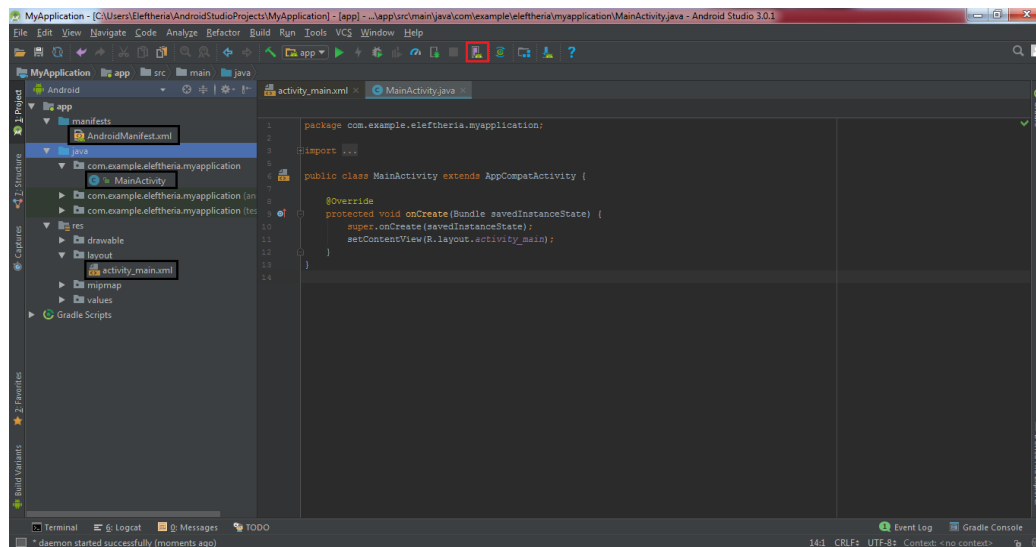 MyApplication - [C:\Users\Eleftheria\AndroidStudioProjects\MyApplication] - [app] - ...\app\src\main\java\com\example\eleftheria\myapplication\MainActivity.java - Android Studio 3.0.1
File Edit View Navigate Code Analyze Refactor Build Run Tools VCS Window Help
app
MyApplication app src main java
Android
activity_main.xml MainActivity.java
1: Project
7: Structure
Captures
2: Favorites
Build Variants
app
manifests
AndroidManifest.xml
java
com.example.eleftheria.myapplication
MainActivity
com.example.eleftheria.myapplication (an
com.example.eleftheria.myapplication (tes
res
drawable
layout
activity_main.xml
mipmap
values
Gradle Scripts
1 package com.example.eleftheria.myapplication;
2
3 import ...
5
6 public class MainActivity extends AppCompatActivity {
7
8 @Override
9 protected void onCreate(Bundle savedInstanceState) {
10 super.onCreate(savedInstanceState);
11 setContentView(R.layout.activity_main);
12 }
13 }
14
Terminal 6: Logcat 0: Messages TODO
1 Event Log Gradle Console
* daemon started successfully (moments ago)
14:1 CRLF÷ UTF-8÷ Context: <no context>